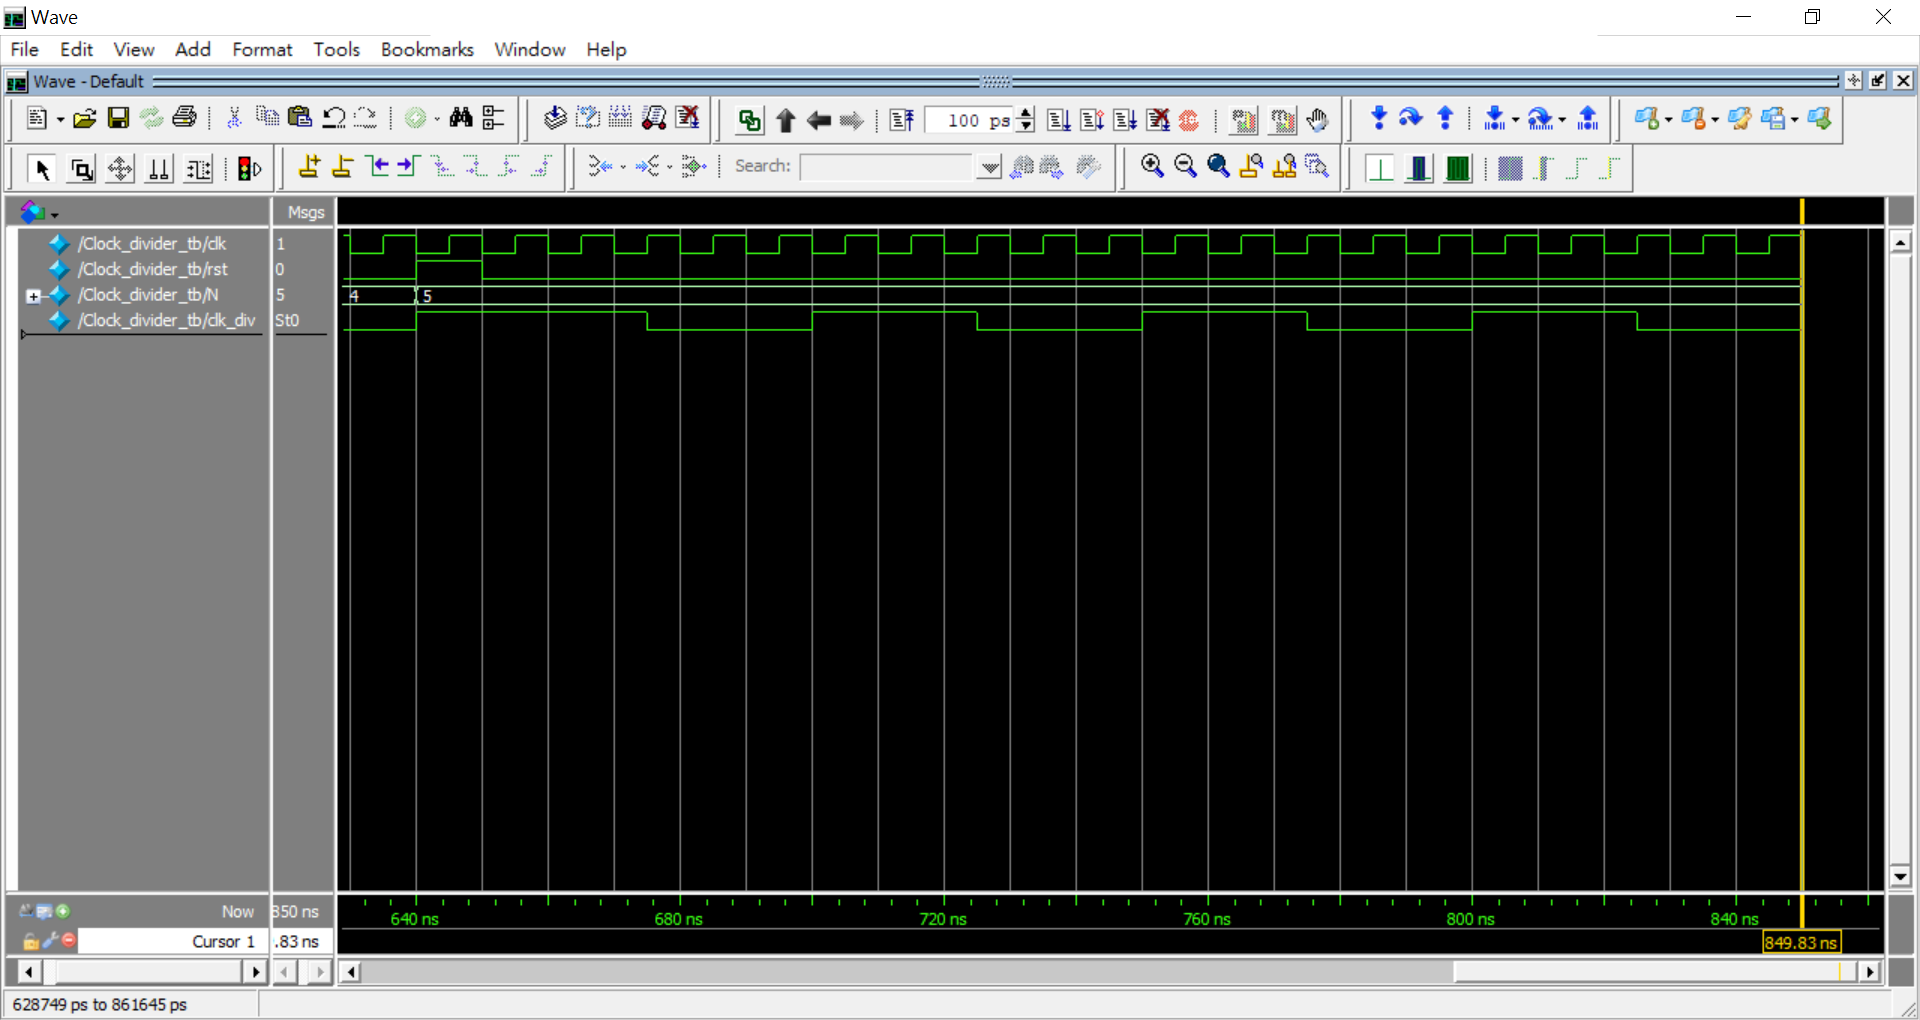 Wave
File Edit View Add Format Tools Bookmarks Window Help
Wave - Default
100 ps
Search:
Msgs
/Clock_divider_tb/clk 1
/Clock_divider_tb/rst 0
/Clock_divider_tb/N 5 4 5
/Clock_divider_tb/clk_div St0
Now 350 ns
640 ns 680 ns 720 ns 760 ns 800 ns 840 ns
Cursor 1 .83 ns 849.83 ns
628749 ps to 861645 ps